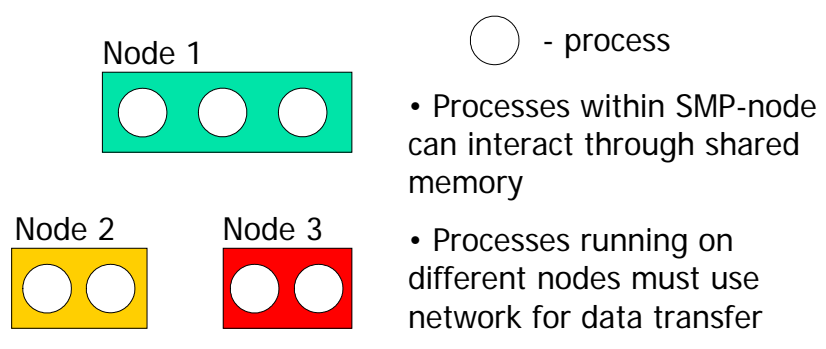 Node 1
- process
• Processes within SMP-node
can interact through shared
memory
Node 2
Node 3
• Processes running on
different nodes must use
network for data transfer